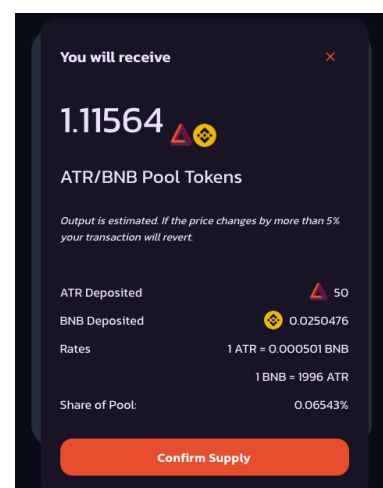 You will receive
×
1.11564
ATR/BNB Pool Tokens
Output is estimated. If the price changes by more than 5%
your transaction will revert.
ATR Deposited 50
BNB Deposited 0.0250476
Rates 1 ATR = 0.000501 BNB
1 BNB = 1996 ATR
Share of Pool: 0.06543%
Confirm Supply